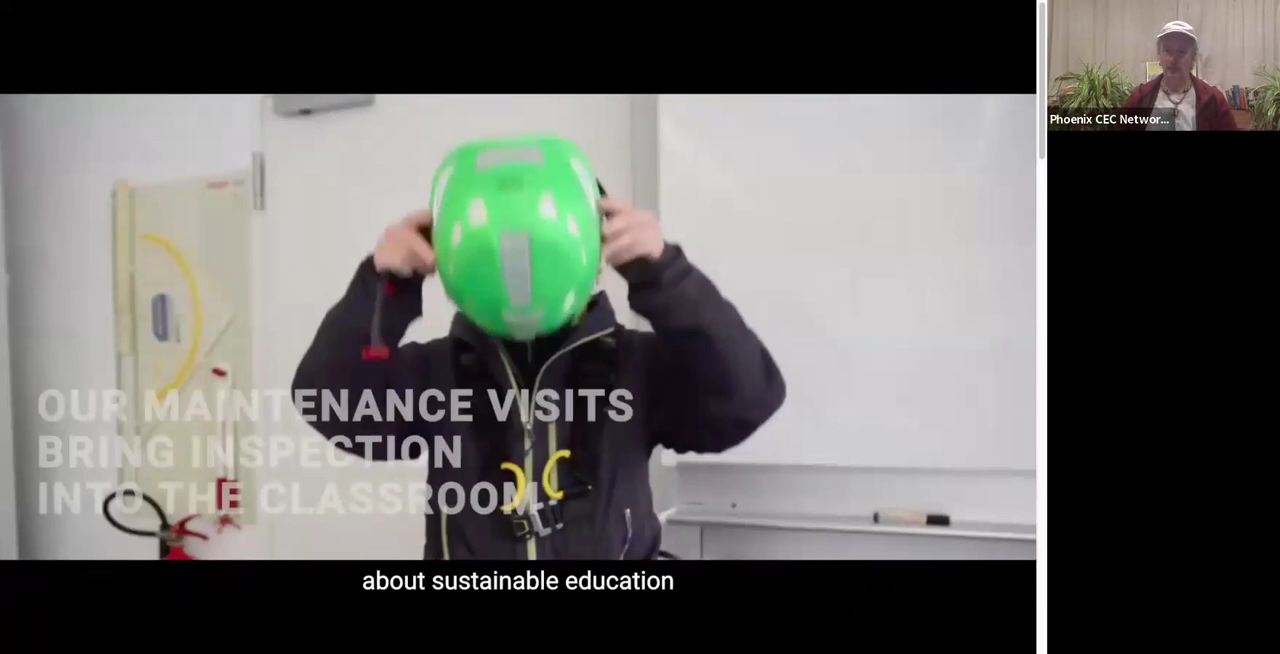 OUR MAINTENANCE VISITS
BRING INSPECTION
INTO THE CLASSROOM.
about sustainable education
Phoenix CEC Networ...